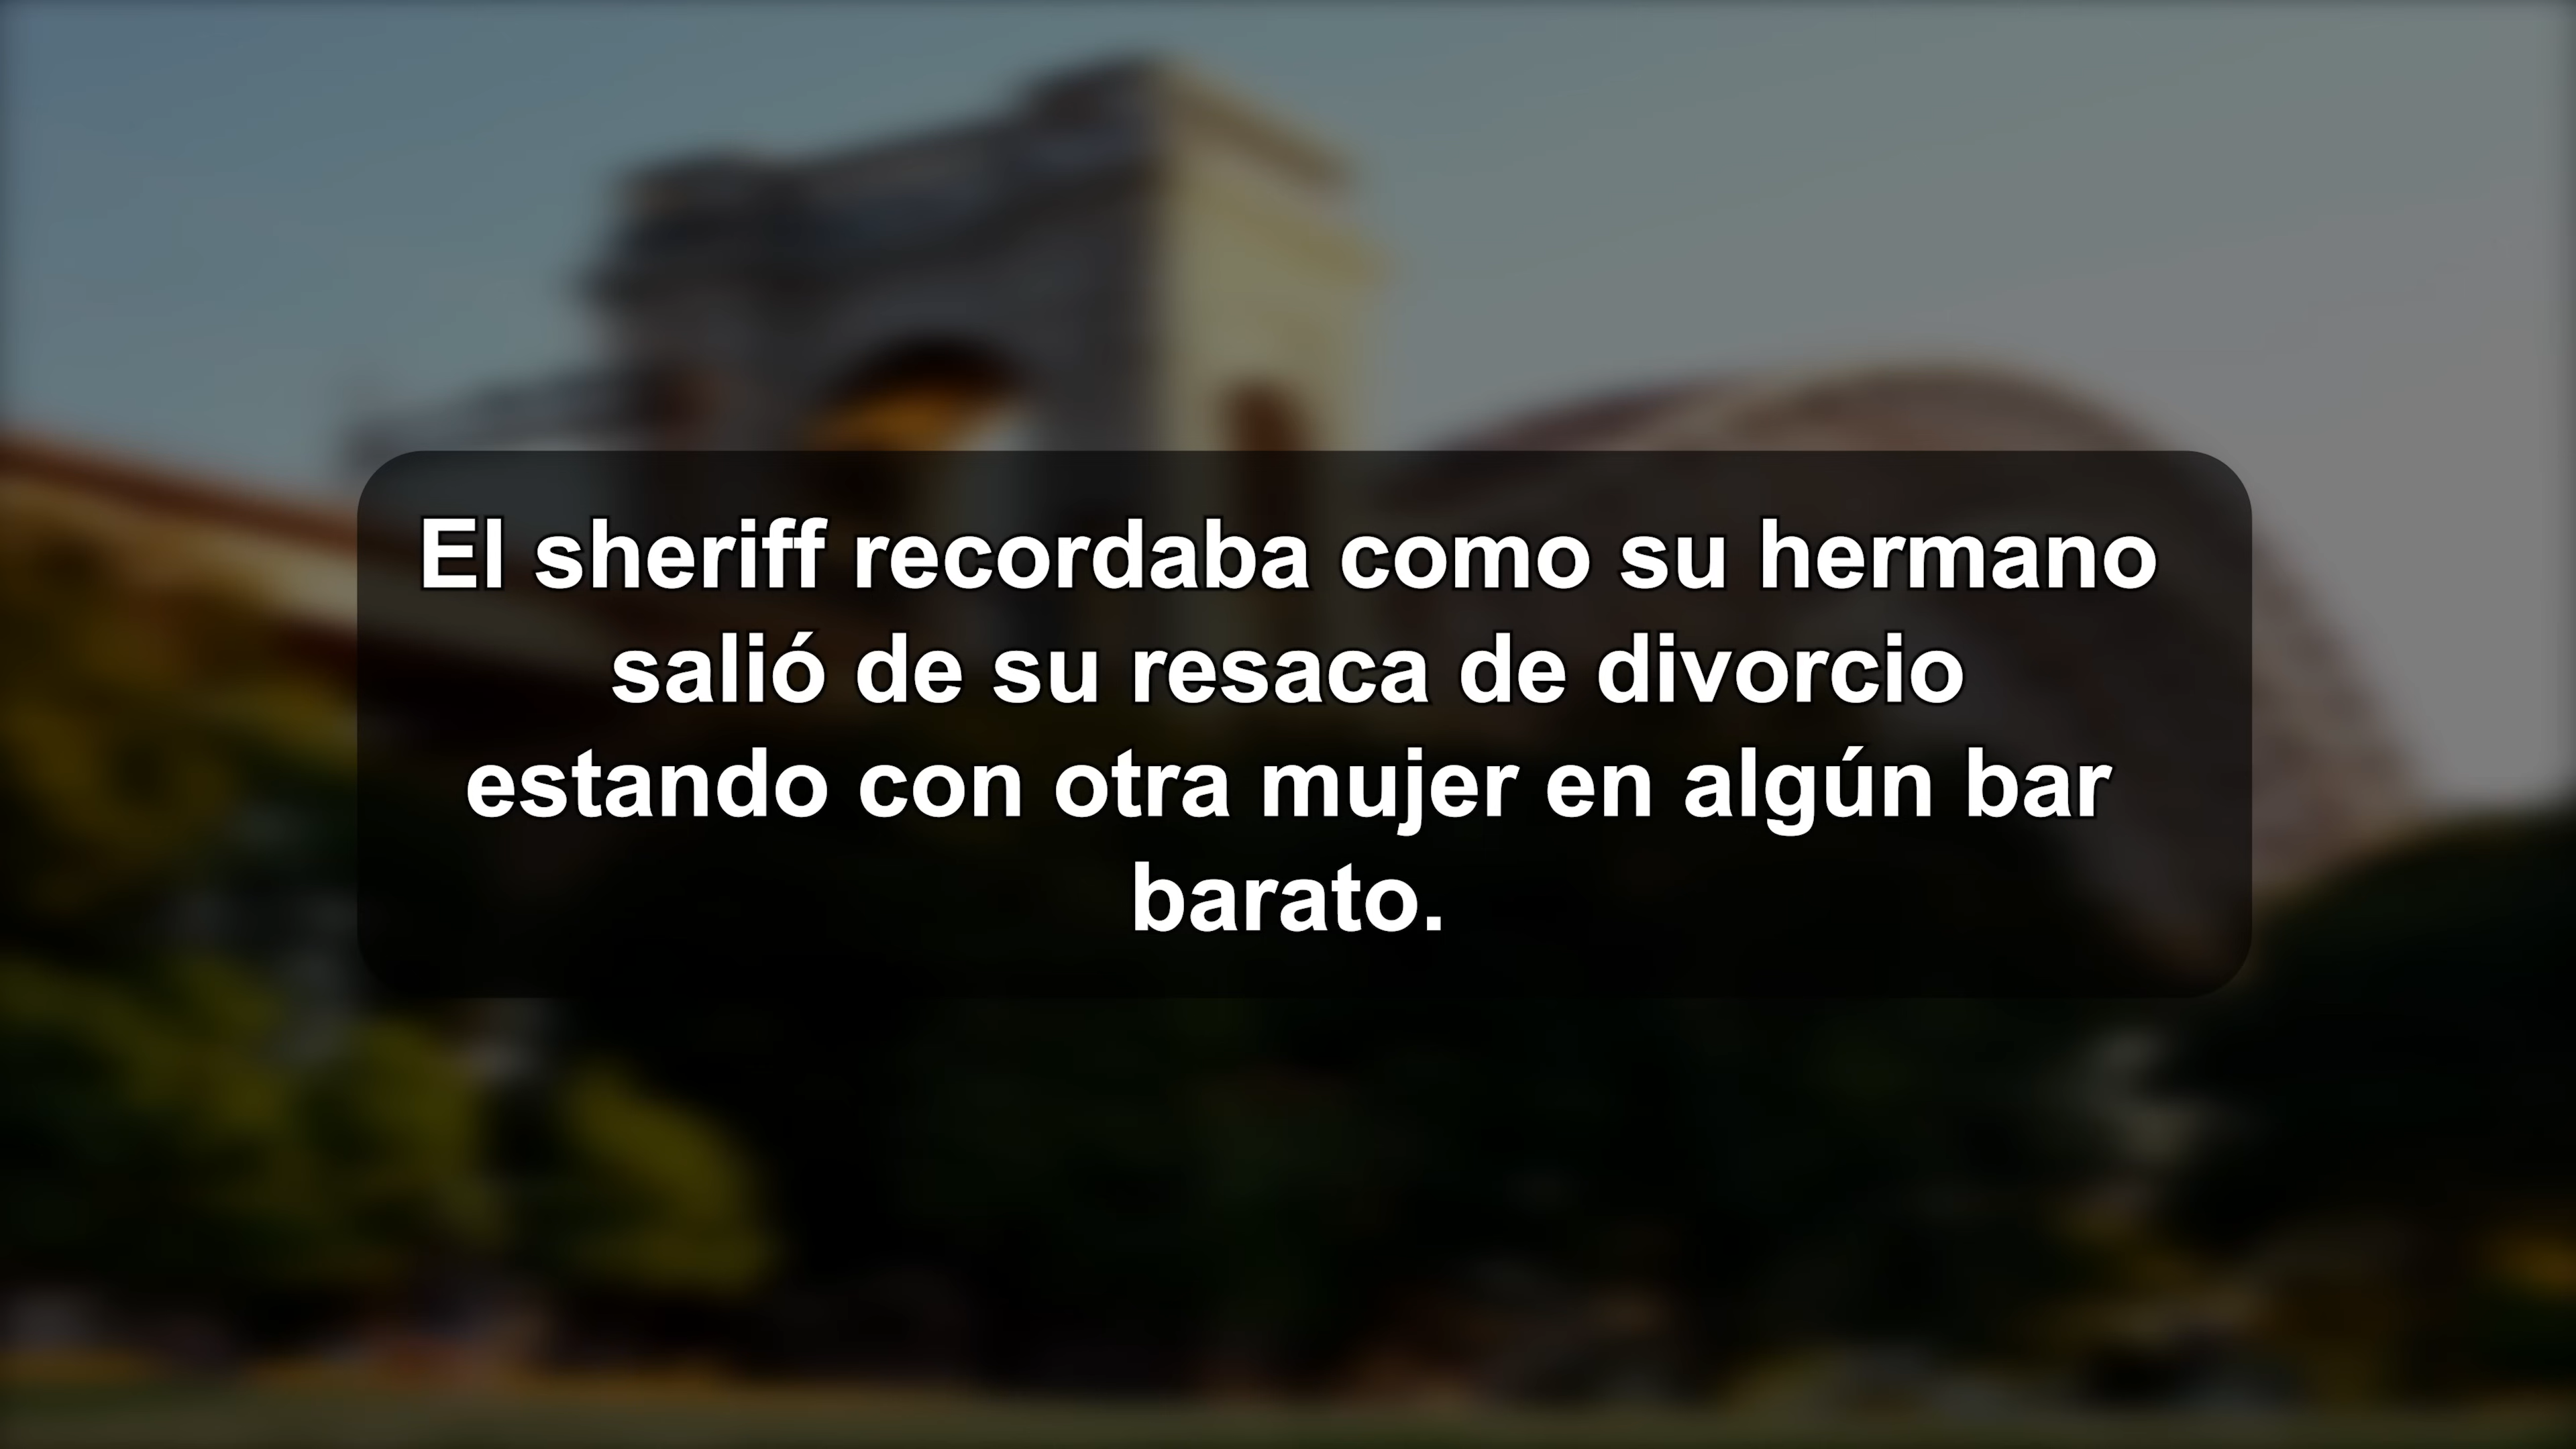 El sheriff recordaba como su hermano
salió de su resaca de divorcio
estando con otra mujer en algún bar
barato.